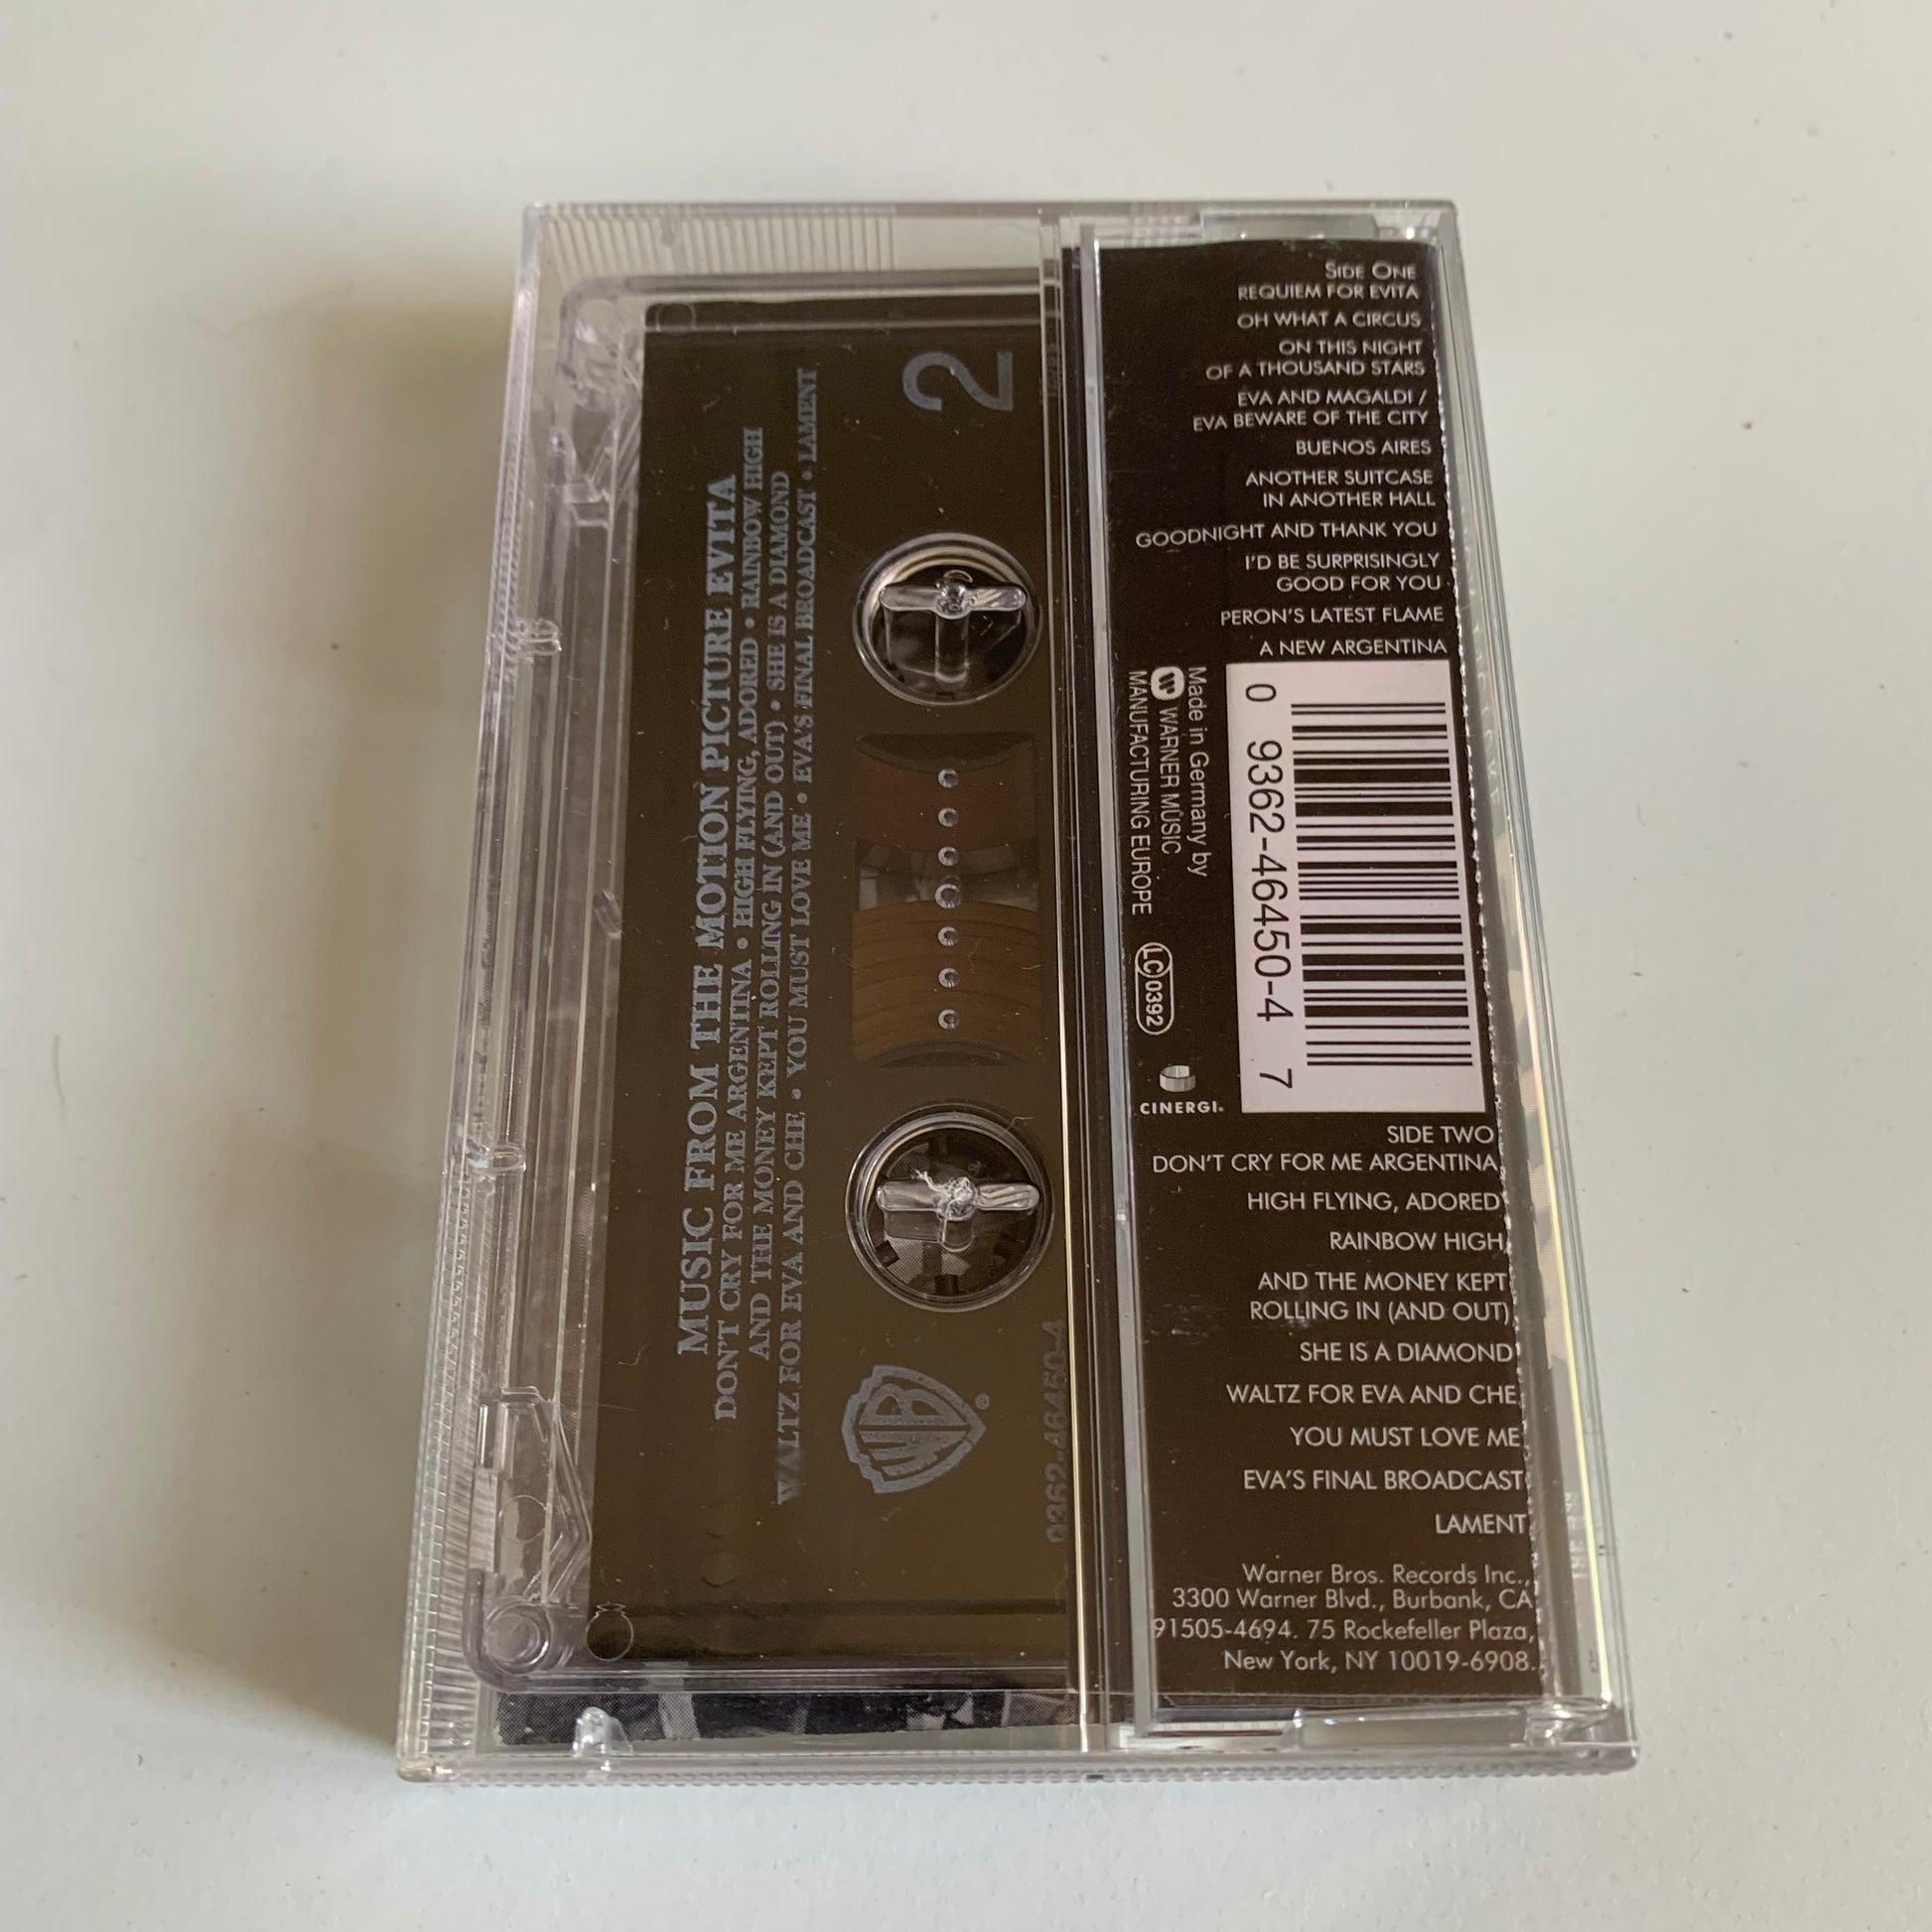 2
MUSIC FROM THE MOTION PICTURE EVITA
DON'T CRY FOR ME ARGENTINA • HIGH FLYING, ADORED • RAINBOW HIGH
AND THE MONEY KEPT ROLLING IN (AND OUT) • SHE IS A DIAMOND
WALTZ FOR EVA AND CHE • YOU MUST LOVE ME • EVA'S FINAL BROADCAST • LAMENT
WB
®
9362-46450-4
SIDE ONE
REQUIEM FOR EVITA
OH WHAT A CIRCUS
ON THIS NIGHT
OF A THOUSAND STARS
EVA AND MAGALDI /
EVA BEWARE OF THE CITY
BUENOS AIRES
ANOTHER SUITCASE
IN ANOTHER HALL
GOODNIGHT AND THANK YOU
I'D BE SURPRISINGLY
GOOD FOR YOU
PERON'S LATEST FLAME
A NEW ARGENTINA
0 9362-46450-4 7
Made in Germany by
WARNER MUSIC
MANUFACTURING EUROPE
LC 0392
CINERGI
SIDE TWO
DON'T CRY FOR ME ARGENTINA
HIGH FLYING, ADORED
RAINBOW HIGH
AND THE MONEY KEPT
ROLLING IN (AND OUT)
SHE IS A DIAMOND
WALTZ FOR EVA AND CHE
YOU MUST LOVE ME
EVA'S FINAL BROADCAST
LAMENT
Warner Bros. Records Inc.,
3300 Warner Blvd., Burbank, CA
91505-4694. 75 Rockefeller Plaza,
New York, NY 10019-6908.